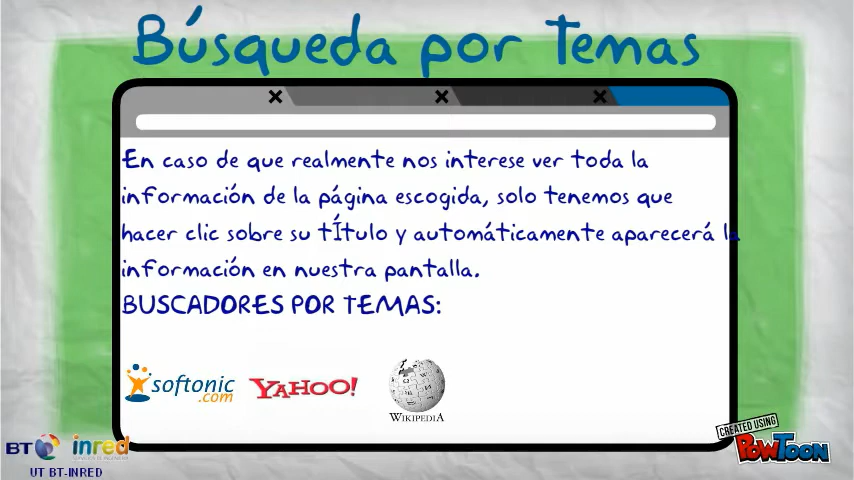 Búsqueda por temas
En caso de que realmente nos interese ver toda la
información de la página escogida, solo tenemos que
hacer clic sobre su tÍtulo y automáticamente aparecerá la
información en nuestra pantalla.
BUSCADORES POR TEMAS:
softonic
.com
YAHOO!
WIKIPEDIA
BT inred
UT BT-INRED
CREATED USING
POWTOON